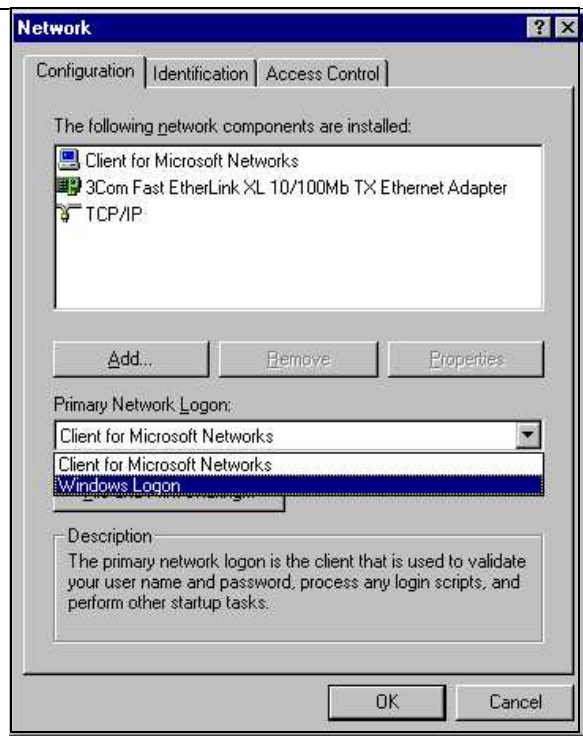 Network
? X
Configuration Identification Access Control
The following network components are installed:
Client for Microsoft Networks
3Com Fast EtherLink XL 10/100Mb TX Ethernet Adapter
TCP/IP
Add... Remove Properties
Primary Network Logon:
Client for Microsoft Networks
Client for Microsoft Networks
Windows Logon
Description
The primary network logon is the client that is used to validate
your user name and password, process any login scripts, and
perform other startup tasks.
OK Cancel